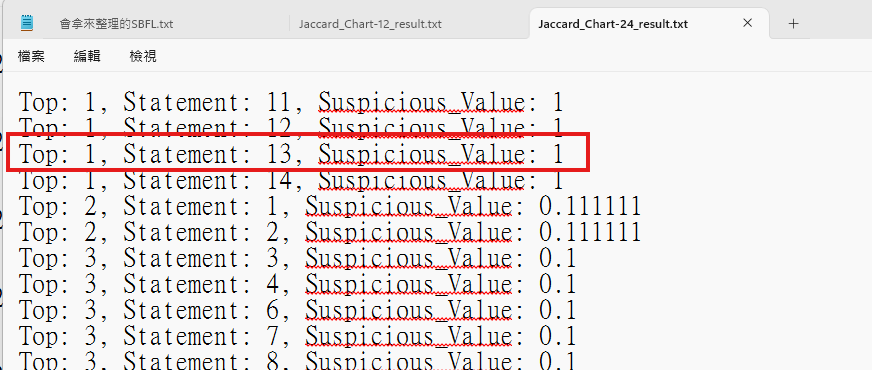 會拿來整理的SBFL.txt Jaccard_Chart-12_result.txt Jaccard_Chart-24_result.txt
檔案 編輯 檢視
Top: 1, Statement: 11, Suspicious_Value: 1
Top: 1, Statement: 12, Suspicious_Value: 1
Top: 1, Statement: 13, Suspicious_Value: 1
Top: 1, Statement: 14, Suspicious_Value: 1
Top: 2, Statement: 1, Suspicious_Value: 0.111111
Top: 2, Statement: 2, Suspicious_Value: 0.111111
Top: 3, Statement: 3, Suspicious_Value: 0.1
Top: 3, Statement: 4, Suspicious_Value: 0.1
Top: 3, Statement: 6, Suspicious_Value: 0.1
Top: 3, Statement: 7, Suspicious_Value: 0.1
Top: 3, Statement: 8, Suspicious_Value: 0.1